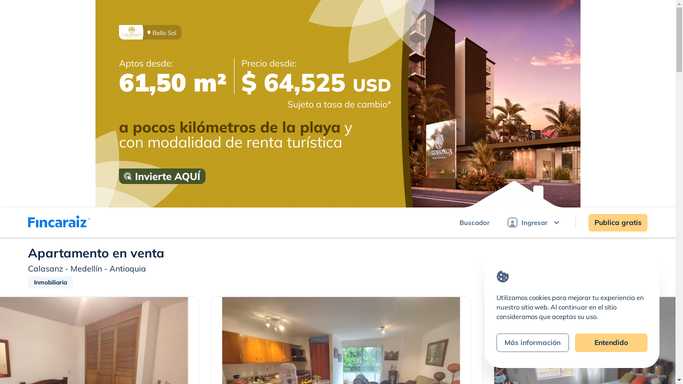 Bello Sol
Aptos desde:
61,50 m²
Precio desde:
$ 64,525 USD
Sujeto a tasa de cambio*
a pocos kilómetros de la playa y
con modalidad de renta turística
Invierte AQUÍ
Fincaraiz
Buscador
Ingresar
Publica gratis
Apartamento en venta
Calasanz - Medellín - Antioquia
Inmobiliaria
Utilizamos cookies para mejorar tu experiencia en
nuestro sitio web. Al continuar en el sitio
consideramos que aceptas su uso.
Más información
Entendido